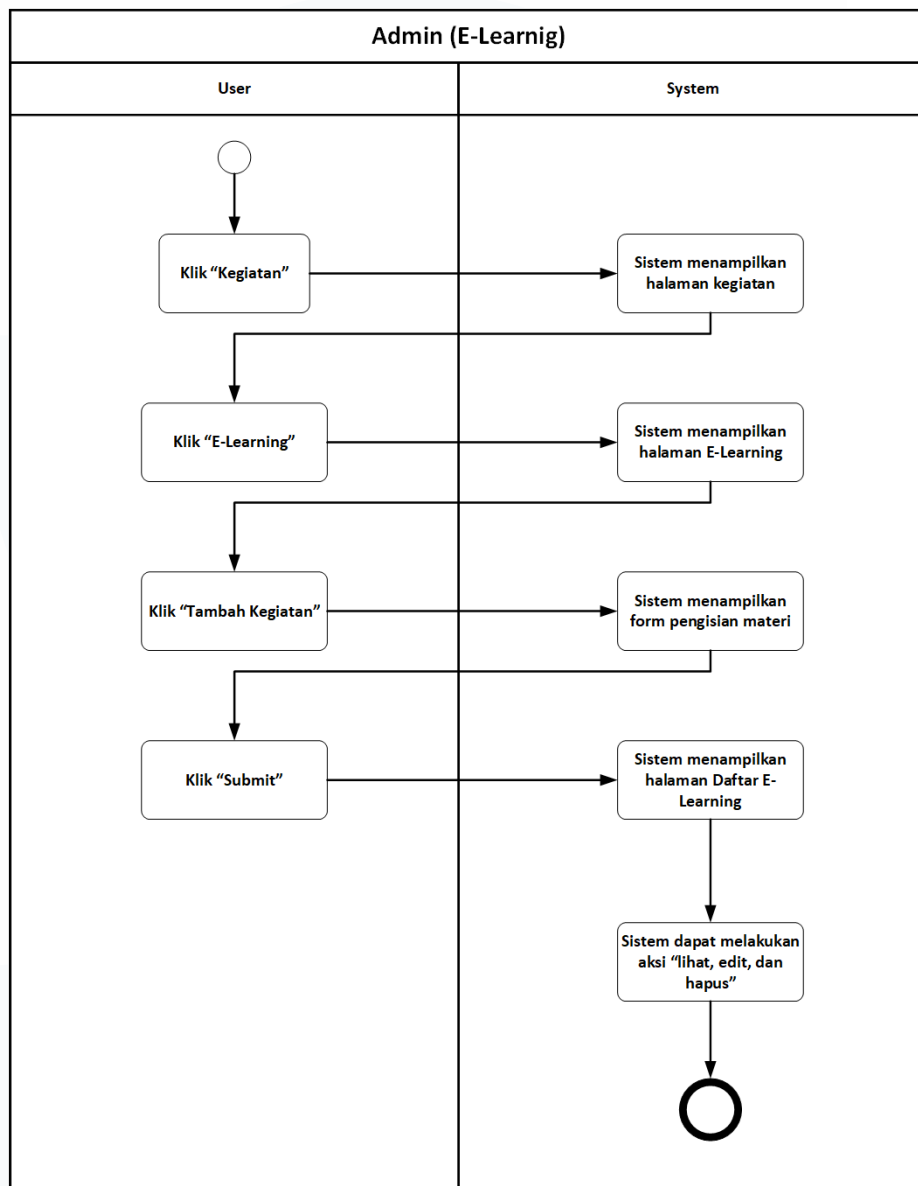 Admin (E-Learnig)
User
System
Klik “Kegiatan”
Sistem menampilkan
halaman kegiatan
Klik “E-Learning”
Sistem menampilkan
halaman E-Learning
Klik “Tambah Kegiatan”
Sistem menampilkan
form pengisian materi
Klik “Submit”
Sistem menampilkan
halaman Daftar E-
Learning
Sistem dapat melakukan
aksi “lihat, edit, dan
hapus”